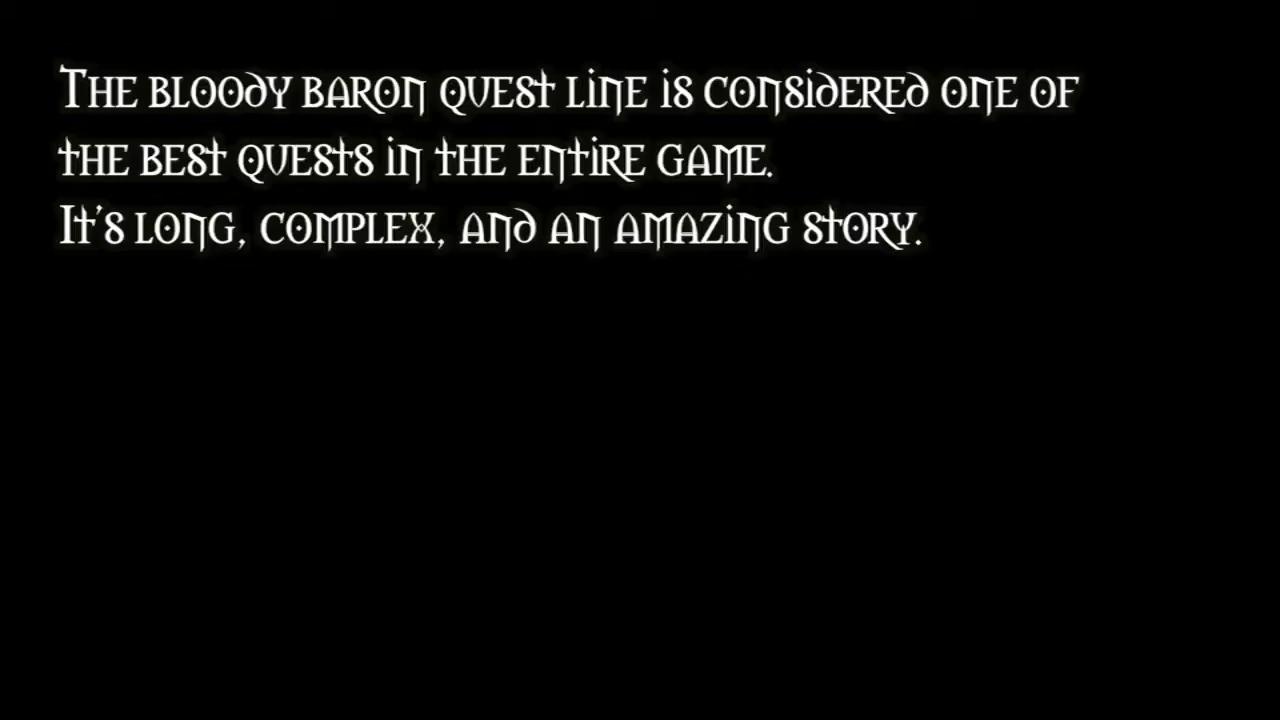 The bloody baron quest line is considered one of
the best quests in the entire game.
It's long, complex, and an amazing story.